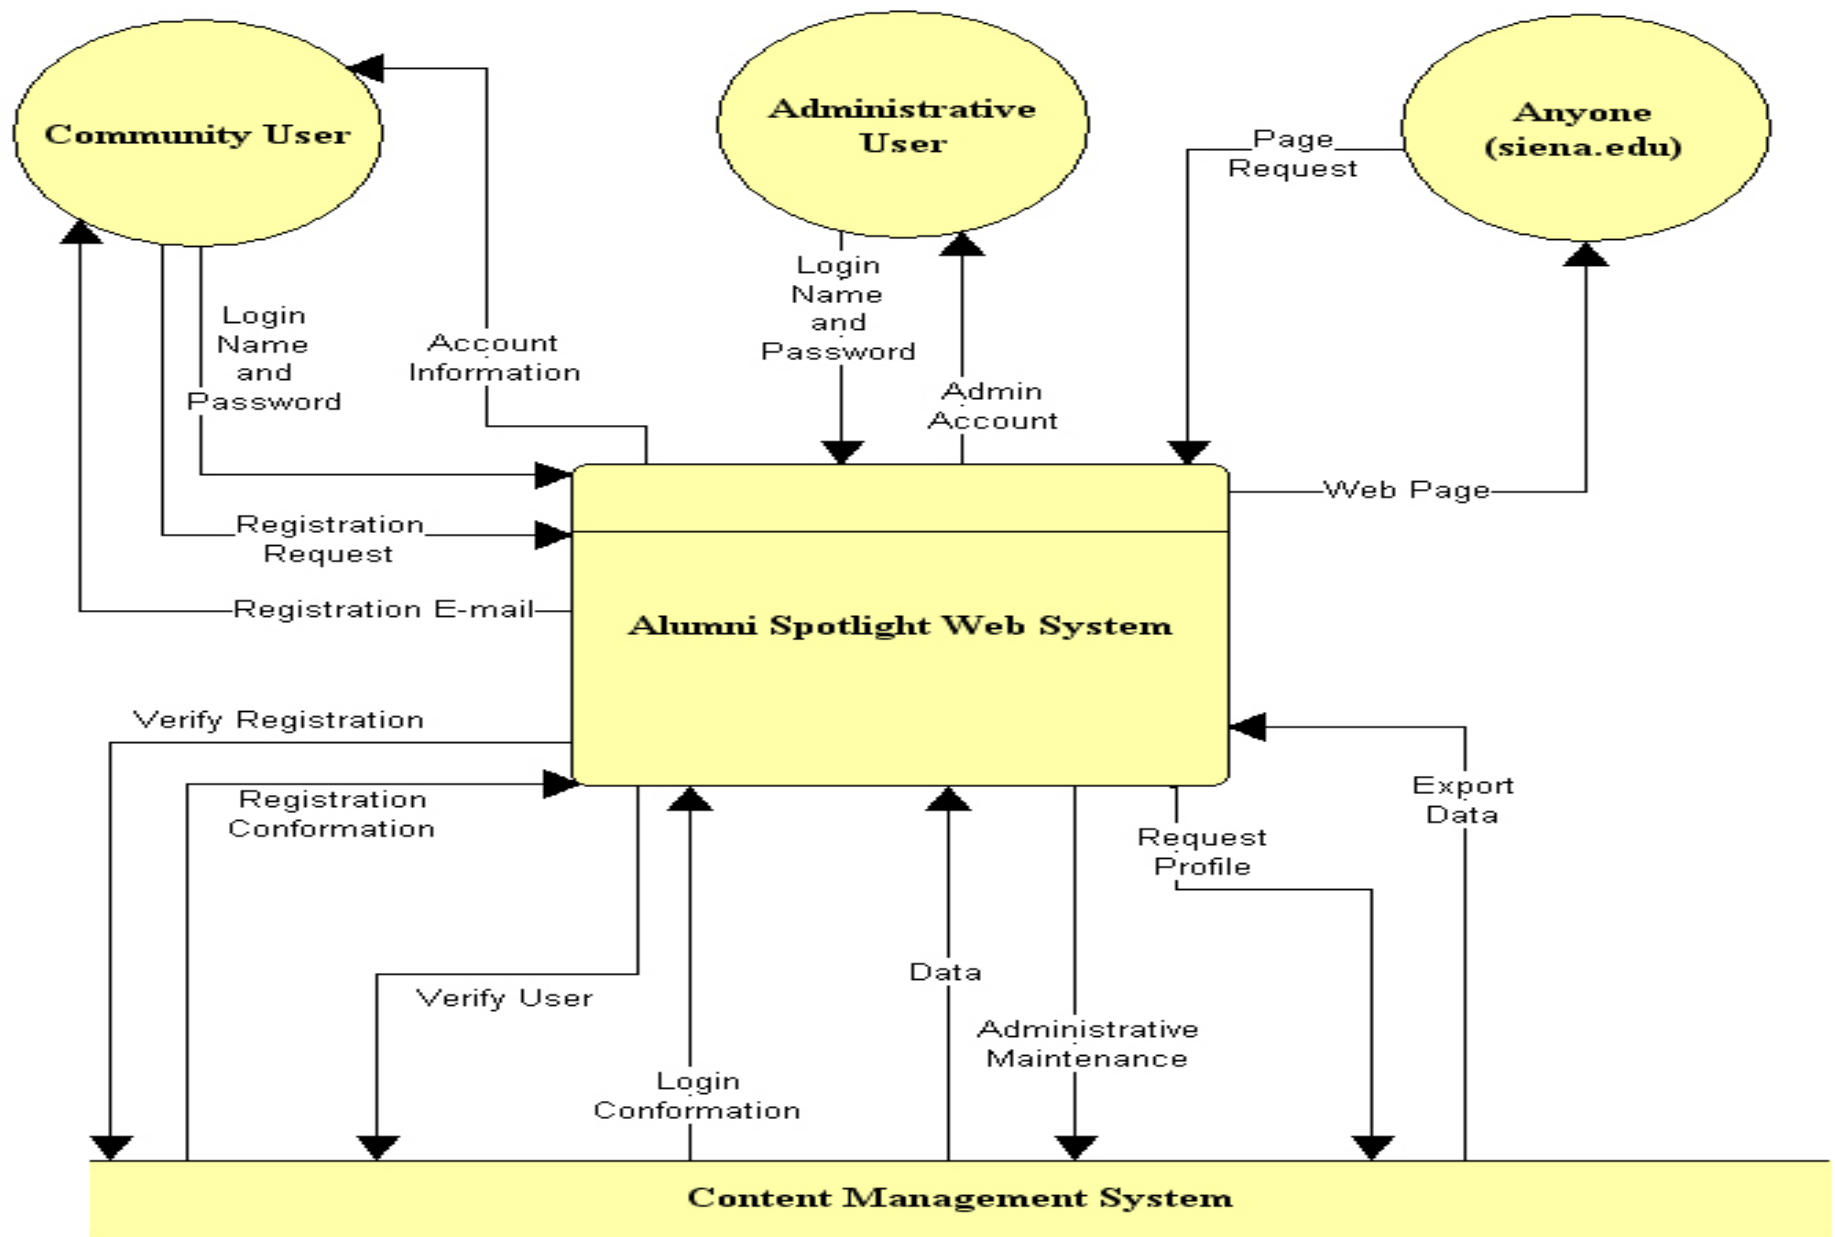 Community User
Administrative
User
Anyone
(siena.edu)
Page
Request
Login
Name
and
Password
Account
Information
Login
Name
and
Password
Admin
Account
Web Page
Registration
Request
Registration E-mail
Alumni Spotlight Web System
Verify Registration
Registration
Conformation
Export
Data
Request
Profile
Verify User
Data
Administrative
Maintenance
Login
Conformation
Content Management System